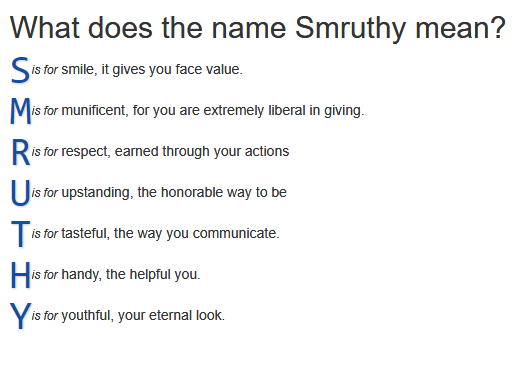 What does the name Smruthy mean?
S is for smile, it gives you face value.
M is for munificent, for you are extremely liberal in giving.
R is for respect, earned through your actions
U is for upstanding, the honorable way to be
T is for tasteful, the way you communicate.
H is for handy, the helpful you.
Y is for youthful, your eternal look.